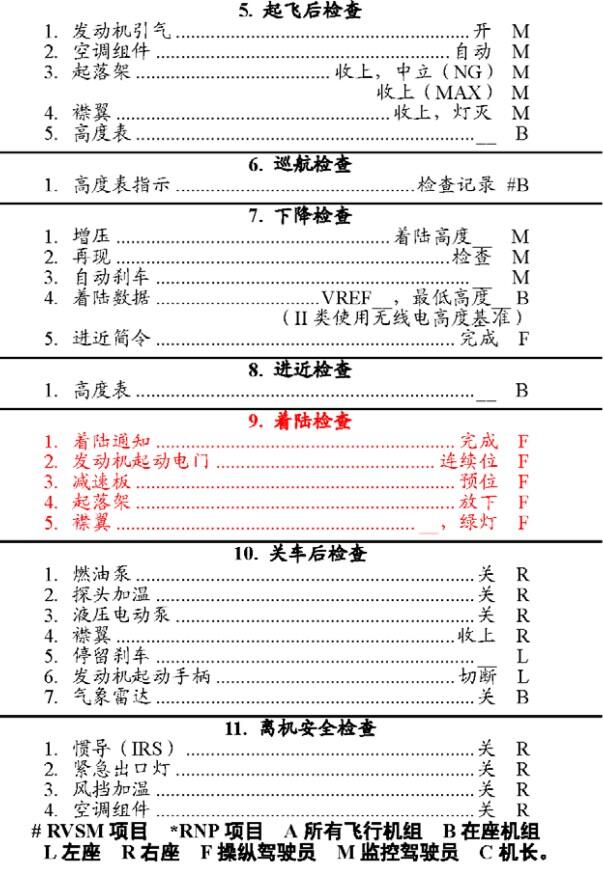 5. 起飞后检查
1. 发动机引气 ........ 开 M
2. 空调组件 ........ 自动 M
3. 起落架 ........ 收上，中立（NG） M
收上（MAX） M
4. 襟翼 ........ 收上，灯灭 M
5. 高度表 ........ __ B
6. 巡航检查
1. 高度表指示 ........ 检查记录 #B
7. 下降检查
1. 增压 ........ 着陆高度__ M
2. 再现 ........ 检查 M
3. 自动刹车 ........ __ M
4. 着陆数据 ........ VREF__，最低高度__ B
（II 类使用无线电高度基准）
5. 进近简令 ........ 完成 F
8. 进近检查
1. 高度表 ........ __ B
9. 着陆检查
1. 着陆通知 ........ 完成 F
2. 发动机起动电门 ........ 连续位 F
3. 减速板 ........ 预位 F
4. 起落架 ........ 放下 F
5. 襟翼 ........ __，绿灯 F
10. 关车后检查
1. 燃油泵 ........ 关 R
2. 探头加温 ........ 关 R
3. 液压电动泵 ........ 关 R
4. 襟翼 ........ 收上 R
5. 停留刹车 ........ __ L
6. 发动机起动手柄 ........ 切断 L
7. 气象雷达 ........ 关 B
11. 离机安全检查
1. 惯导（IRS） ........ 关 R
2. 紧急出口灯 ........ 关 R
3. 风挡加温 ........ 关 R
4. 空调组件 ........ 关 R
# RVSM 项目 *RNP 项目 A 所有飞行机组 B 在座机组
L 左座 R 右座 F 操纵驾驶员 M 监控驾驶员 C 机长。